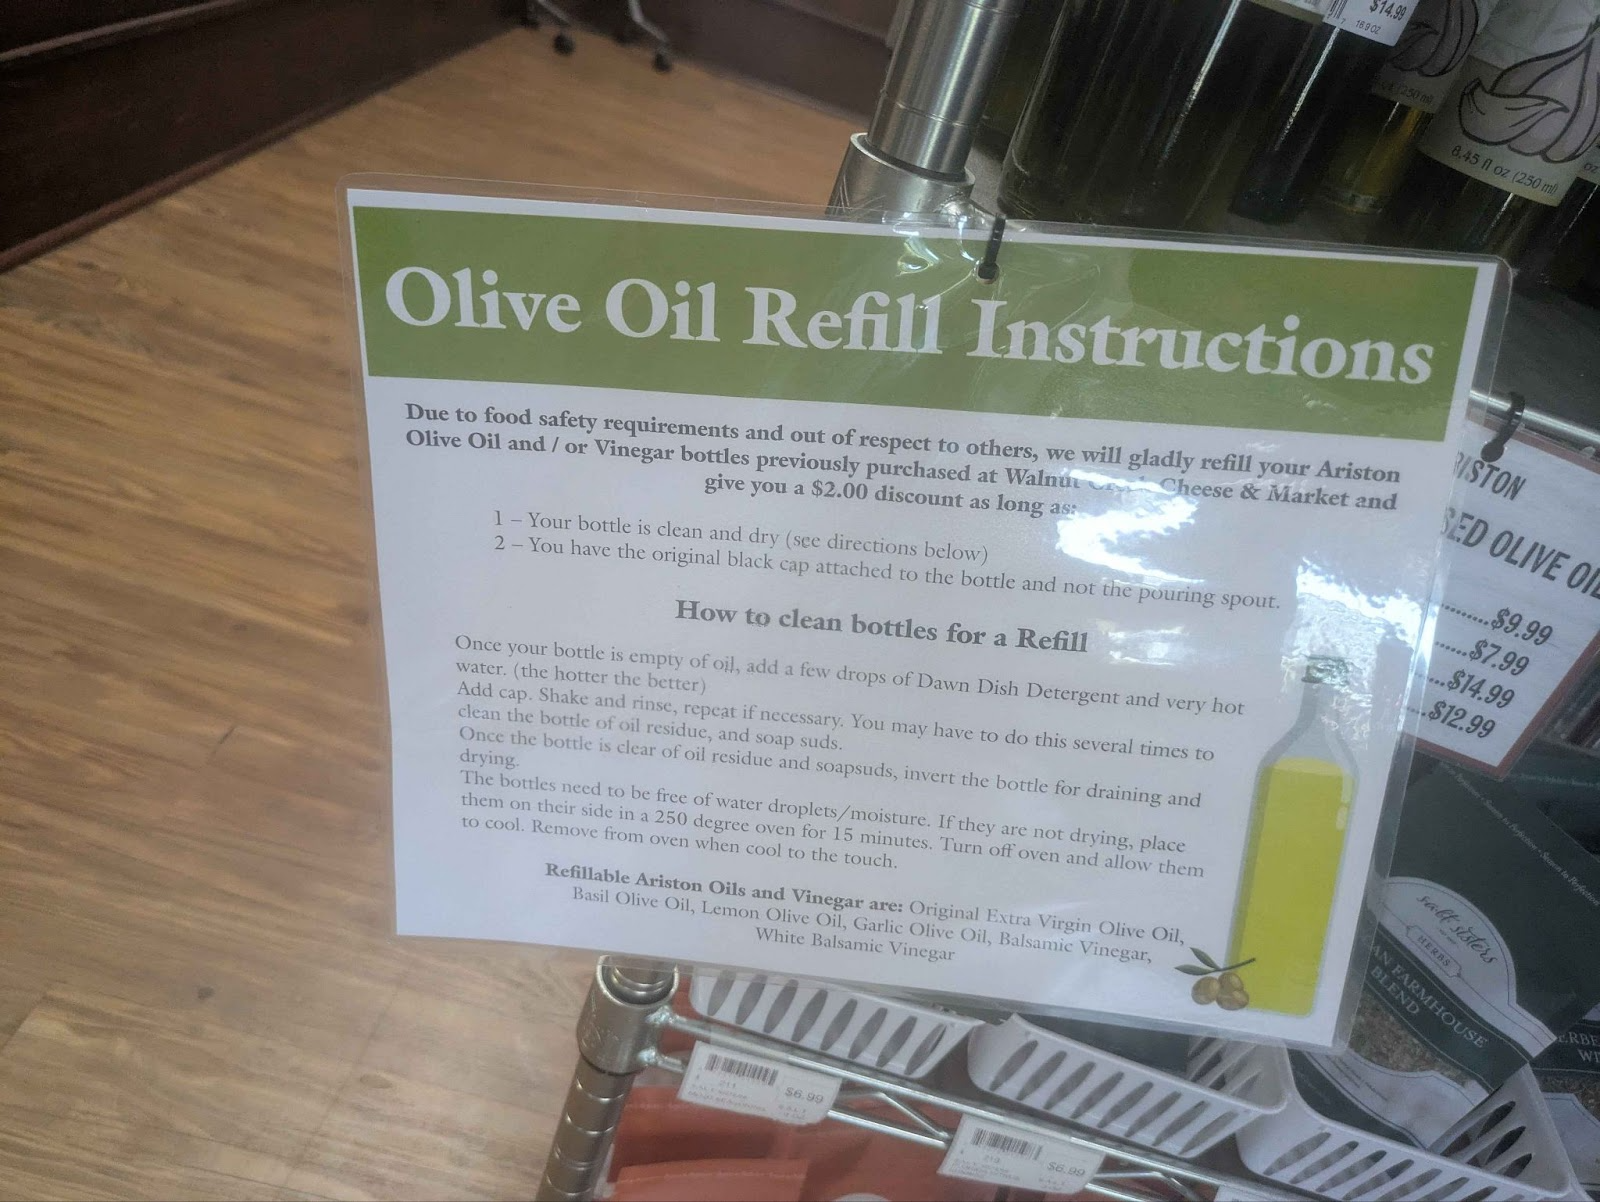 $14.99
16.9 OZ
(250 ml)
8.45 fl oz (250 ml)
oz
Olive Oil Refill Instructions
Due to food safety requirements and out of respect to others, we will gladly refill your Ariston
Olive Oil and / or Vinegar bottles previously purchased at Walnut Cheese & Market and
give you a $2.00 discount as long as:
1 – Your bottle is clean and dry (see directions below)
2 – You have the original black cap attached to the bottle and not the pouring spout.
How to clean bottles for a Refill
Once your bottle is empty of oil, add a few drops of Dawn Dish Detergent and very hot
water. (the hotter the better)
Add cap. Shake and rinse, repeat if necessary. You may have to do this several times to
clean the bottle of oil residue, and soap suds.
Once the bottle is clear of oil residue and soapsuds, invert the bottle for draining and
drying.
The bottles need to be free of water droplets/moisture. If they are not drying, place
them on their side in a 250 degree oven for 15 minutes. Turn off oven and allow them
to cool. Remove from oven when cool to the touch.
Refillable Ariston Oils and Vinegar are: Original Extra Virgin Olive Oil,
Basil Olive Oil, Lemon Olive Oil, Garlic Olive Oil, Balsamic Vinegar,
White Balsamic Vinegar
RISTON
SED OLIVE OI
$9.99
$7.99
$14.99
$12.99
salt sisters
HERBS
AN FARMHOUSE
BLEND
211
$6.99
$6.99